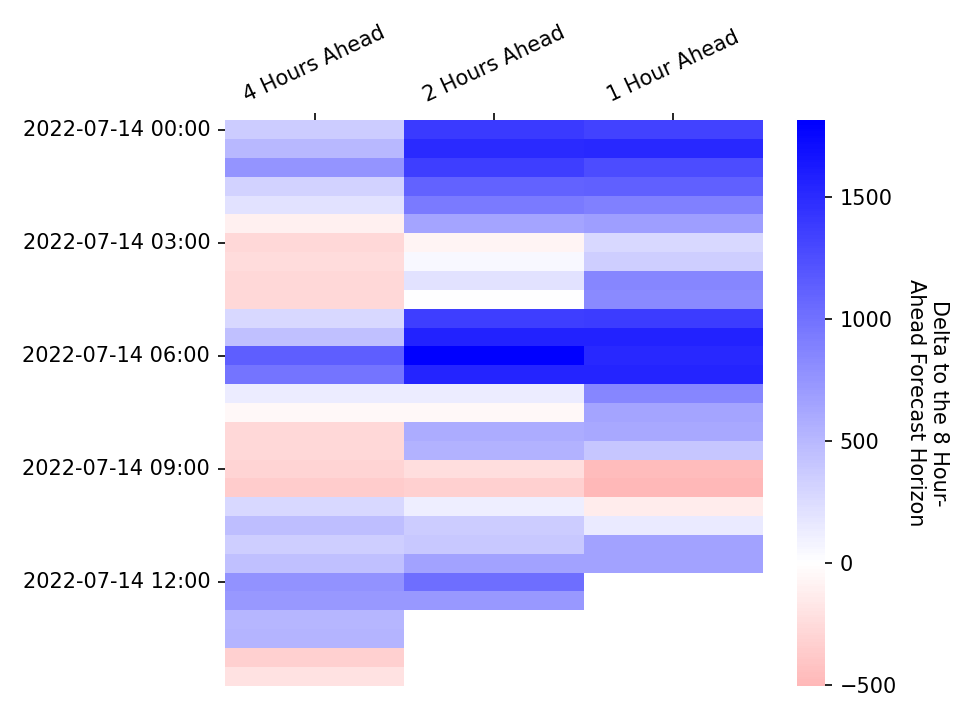 4 Hours Ahead
2 Hours Ahead
1 Hour Ahead
2022-07-14 00:00
2022-07-14 03:00
2022-07-14 06:00
2022-07-14 09:00
2022-07-14 12:00
1500
1000
500
0
−500
Delta to the 8 Hour-
Ahead Forecast Horizon